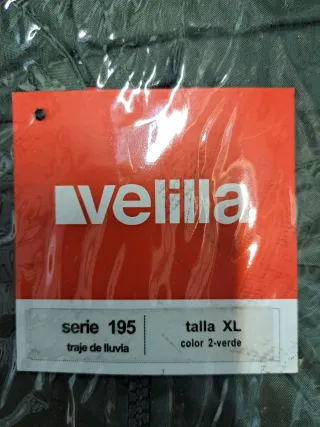 velilla
serie 195
traje de lluvia
talla XL
color 2-verde